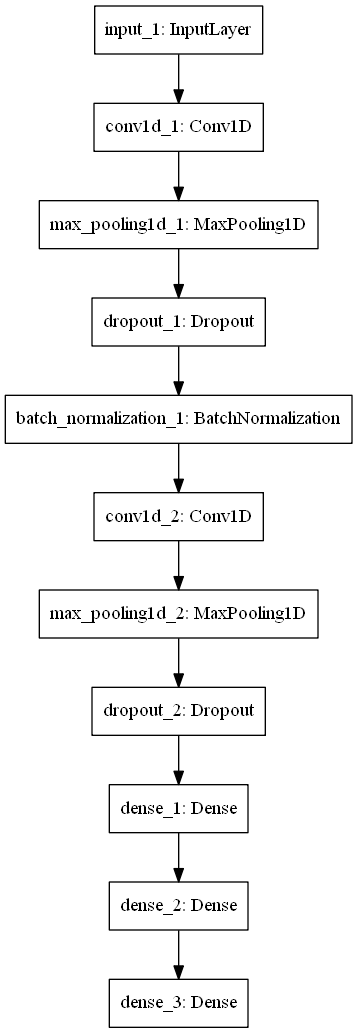 input_1: InputLayer
conv1d_1: Conv1D
max_pooling1d_1: MaxPooling1D
dropout_1: Dropout
batch_normalization_1: BatchNormalization
conv1d_2: Conv1D
max_pooling1d_2: MaxPooling1D
dropout_2: Dropout
dense_1: Dense
dense_2: Dense
dense_3: Dense